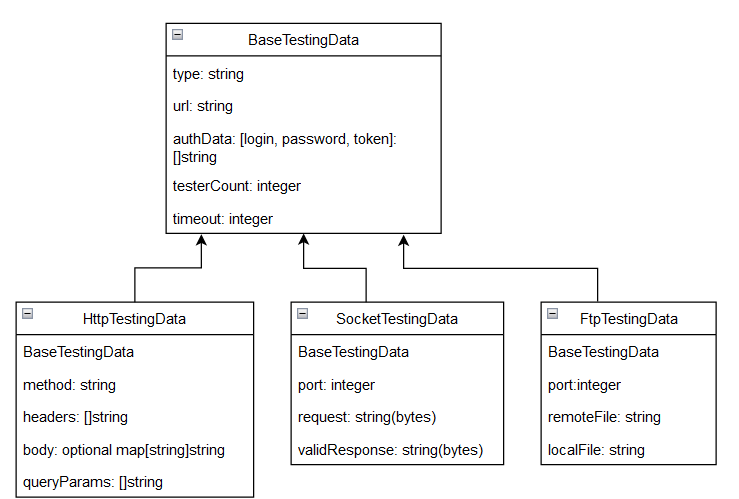 BaseTestingData
type: string
url: string
authData: [login, password, token]:
[]string
testerCount: integer
timeout: integer
HttpTestingData
BaseTestingData
method: string
headers: []string
body: optional map[string]string
queryParams: []string
SocketTestingData
BaseTestingData
port: integer
request: string(bytes)
validResponse: string(bytes)
FtpTestingData
BaseTestingData
port:integer
remoteFile: string
localFile: string